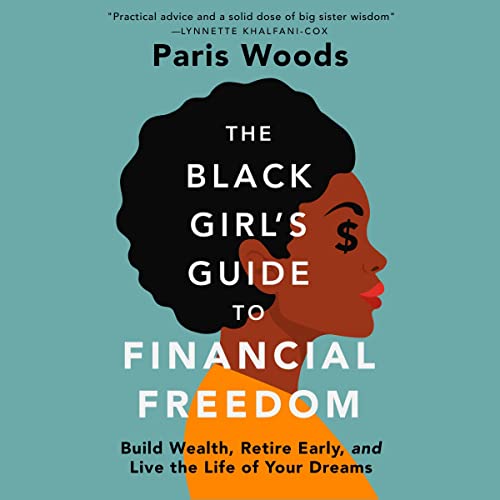 "Practical advice and a solid dose of big sister wisdom"
—LYNNETTE KHALFANI-COX
Paris Woods
THE
BLACK
GIRL'S
GUIDE
TO
FINANCIAL
FREEDOM
Build Wealth, Retire Early, and
Live the Life of Your Dreams
$